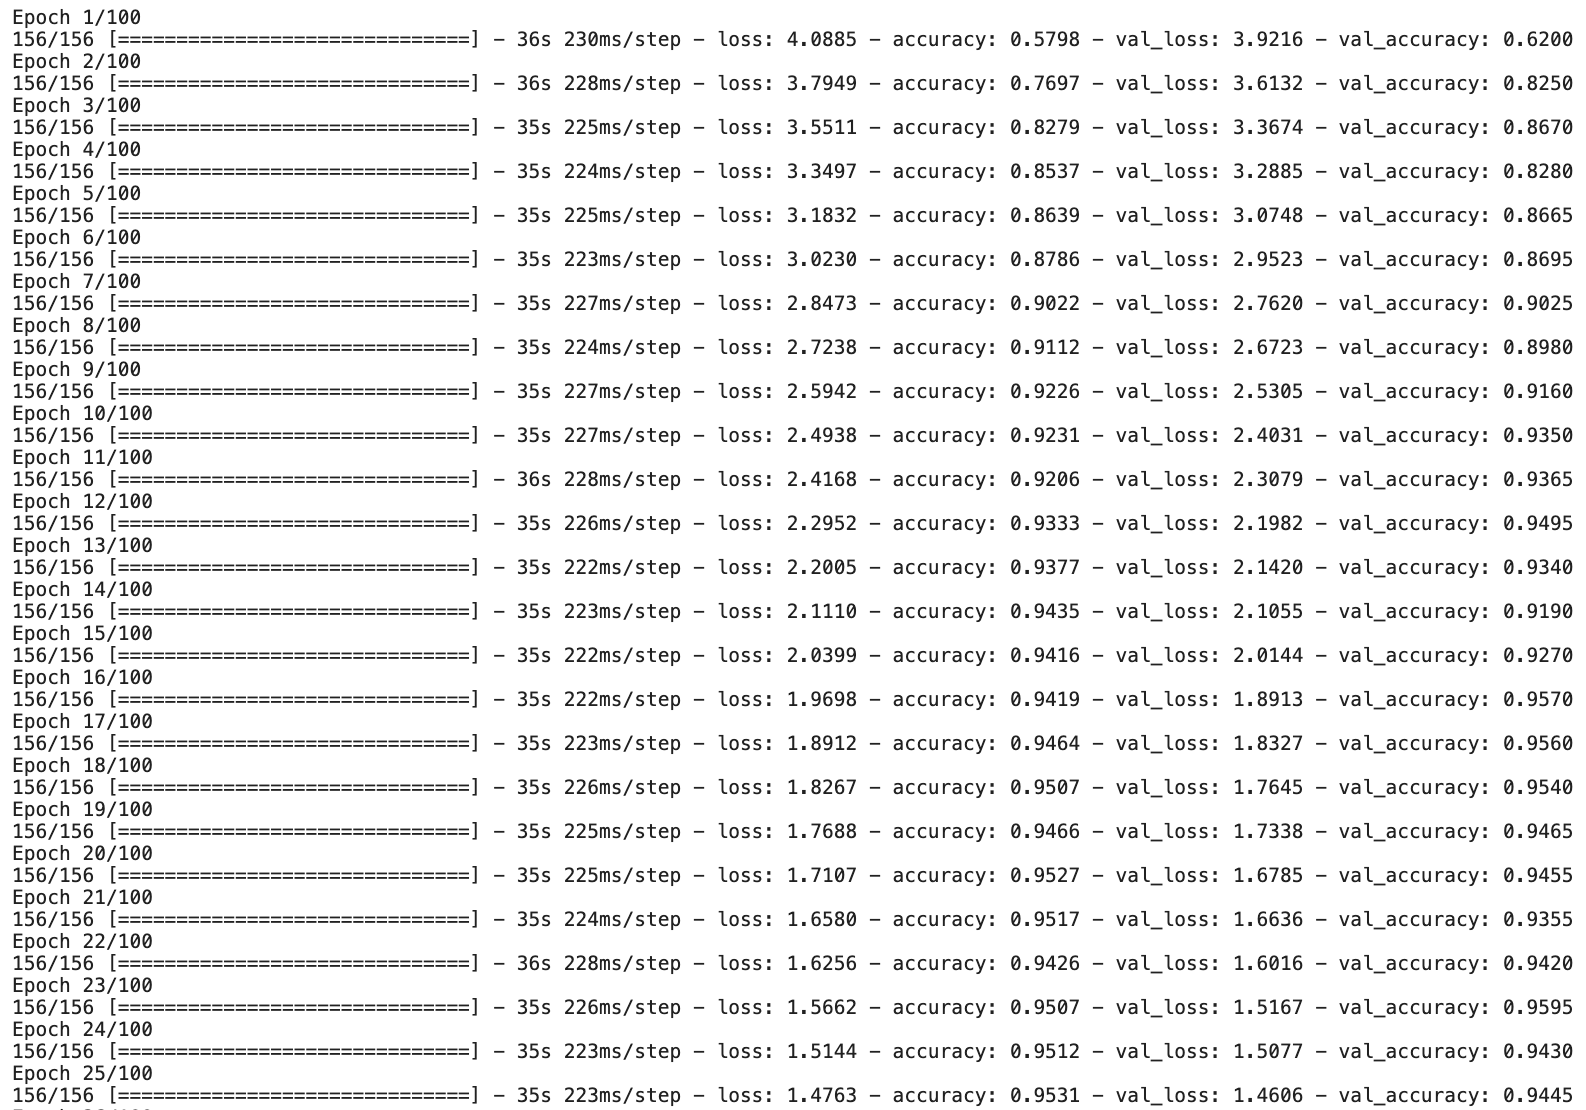 Epoch 1/100
156/156 [==============================] - 36s 230ms/step - loss: 4.0885 - accuracy: 0.5798 - val_loss: 3.9216 - val_accuracy: 0.6200
Epoch 2/100
156/156 [==============================] - 36s 228ms/step - loss: 3.7949 - accuracy: 0.7697 - val_loss: 3.6132 - val_accuracy: 0.8250
Epoch 3/100
156/156 [==============================] - 35s 225ms/step - loss: 3.5511 - accuracy: 0.8279 - val_loss: 3.3674 - val_accuracy: 0.8670
Epoch 4/100
156/156 [==============================] - 35s 224ms/step - loss: 3.3497 - accuracy: 0.8537 - val_loss: 3.2885 - val_accuracy: 0.8280
Epoch 5/100
156/156 [==============================] - 35s 225ms/step - loss: 3.1832 - accuracy: 0.8639 - val_loss: 3.0748 - val_accuracy: 0.8665
Epoch 6/100
156/156 [==============================] - 35s 223ms/step - loss: 3.0230 - accuracy: 0.8786 - val_loss: 2.9523 - val_accuracy: 0.8695
Epoch 7/100
156/156 [==============================] - 35s 227ms/step - loss: 2.8473 - accuracy: 0.9022 - val_loss: 2.7620 - val_accuracy: 0.9025
Epoch 8/100
156/156 [==============================] - 35s 224ms/step - loss: 2.7238 - accuracy: 0.9112 - val_loss: 2.6723 - val_accuracy: 0.8980
Epoch 9/100
156/156 [==============================] - 35s 227ms/step - loss: 2.5942 - accuracy: 0.9226 - val_loss: 2.5305 - val_accuracy: 0.9160
Epoch 10/100
156/156 [==============================] - 35s 227ms/step - loss: 2.4938 - accuracy: 0.9231 - val_loss: 2.4031 - val_accuracy: 0.9350
Epoch 11/100
156/156 [==============================] - 36s 228ms/step - loss: 2.4168 - accuracy: 0.9206 - val_loss: 2.3079 - val_accuracy: 0.9365
Epoch 12/100
156/156 [==============================] - 35s 226ms/step - loss: 2.2952 - accuracy: 0.9333 - val_loss: 2.1982 - val_accuracy: 0.9495
Epoch 13/100
156/156 [==============================] - 35s 222ms/step - loss: 2.2005 - accuracy: 0.9377 - val_loss: 2.1420 - val_accuracy: 0.9340
Epoch 14/100
156/156 [==============================] - 35s 223ms/step - loss: 2.1110 - accuracy: 0.9435 - val_loss: 2.1055 - val_accuracy: 0.9190
Epoch 15/100
156/156 [==============================] - 35s 222ms/step - loss: 2.0399 - accuracy: 0.9416 - val_loss: 2.0144 - val_accuracy: 0.9270
Epoch 16/100
156/156 [==============================] - 35s 222ms/step - loss: 1.9698 - accuracy: 0.9419 - val_loss: 1.8913 - val_accuracy: 0.9570
Epoch 17/100
156/156 [==============================] - 35s 223ms/step - loss: 1.8912 - accuracy: 0.9464 - val_loss: 1.8327 - val_accuracy: 0.9560
Epoch 18/100
156/156 [==============================] - 35s 226ms/step - loss: 1.8267 - accuracy: 0.9507 - val_loss: 1.7645 - val_accuracy: 0.9540
Epoch 19/100
156/156 [==============================] - 35s 225ms/step - loss: 1.7688 - accuracy: 0.9466 - val_loss: 1.7338 - val_accuracy: 0.9465
Epoch 20/100
156/156 [==============================] - 35s 225ms/step - loss: 1.7107 - accuracy: 0.9527 - val_loss: 1.6785 - val_accuracy: 0.9455
Epoch 21/100
156/156 [==============================] - 35s 224ms/step - loss: 1.6580 - accuracy: 0.9517 - val_loss: 1.6636 - val_accuracy: 0.9355
Epoch 22/100
156/156 [==============================] - 36s 228ms/step - loss: 1.6256 - accuracy: 0.9426 - val_loss: 1.6016 - val_accuracy: 0.9420
Epoch 23/100
156/156 [==============================] - 35s 226ms/step - loss: 1.5662 - accuracy: 0.9507 - val_loss: 1.5167 - val_accuracy: 0.9595
Epoch 24/100
156/156 [==============================] - 35s 223ms/step - loss: 1.5144 - accuracy: 0.9512 - val_loss: 1.5077 - val_accuracy: 0.9430
Epoch 25/100
156/156 [==============================] - 35s 223ms/step - loss: 1.4763 - accuracy: 0.9531 - val_loss: 1.4606 - val_accuracy: 0.9445